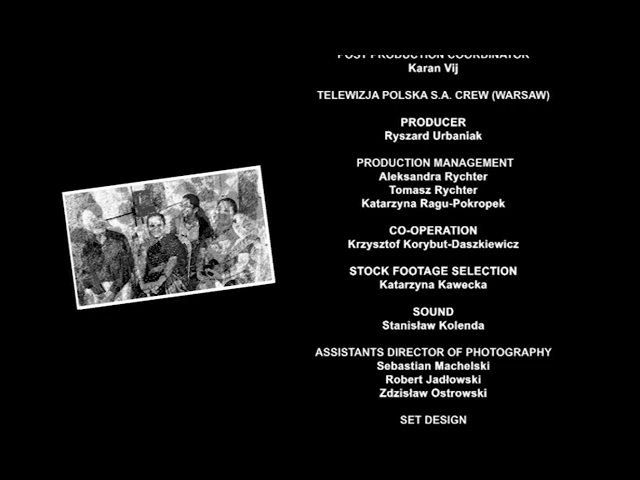 POST PRODUCTION COORDINATOR
Karan Vij
TELEWIZJA POLSKA S.A. CREW (WARSAW)
PRODUCER
Ryszard Urbaniak
PRODUCTION MANAGEMENT
Aleksandra Rychter
Tomasz Rychter
Katarzyna Ragu-Pokropek
CO-OPERATION
Krzysztof Korybut-Daszkiewicz
STOCK FOOTAGE SELECTION
Katarzyna Kawecka
SOUND
Stanisław Kolenda
ASSISTANTS DIRECTOR OF PHOTOGRAPHY
Sebastian Machelski
Robert Jadłowski
Zdzisław Ostrowski
SET DESIGN